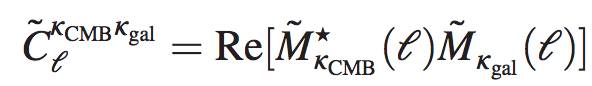 C̃_ℓ^{κ_CMB κ_gal} = Re[M̃^⋆_{κ_CMB}(ℓ)M̃_{κ_gal}(ℓ)]